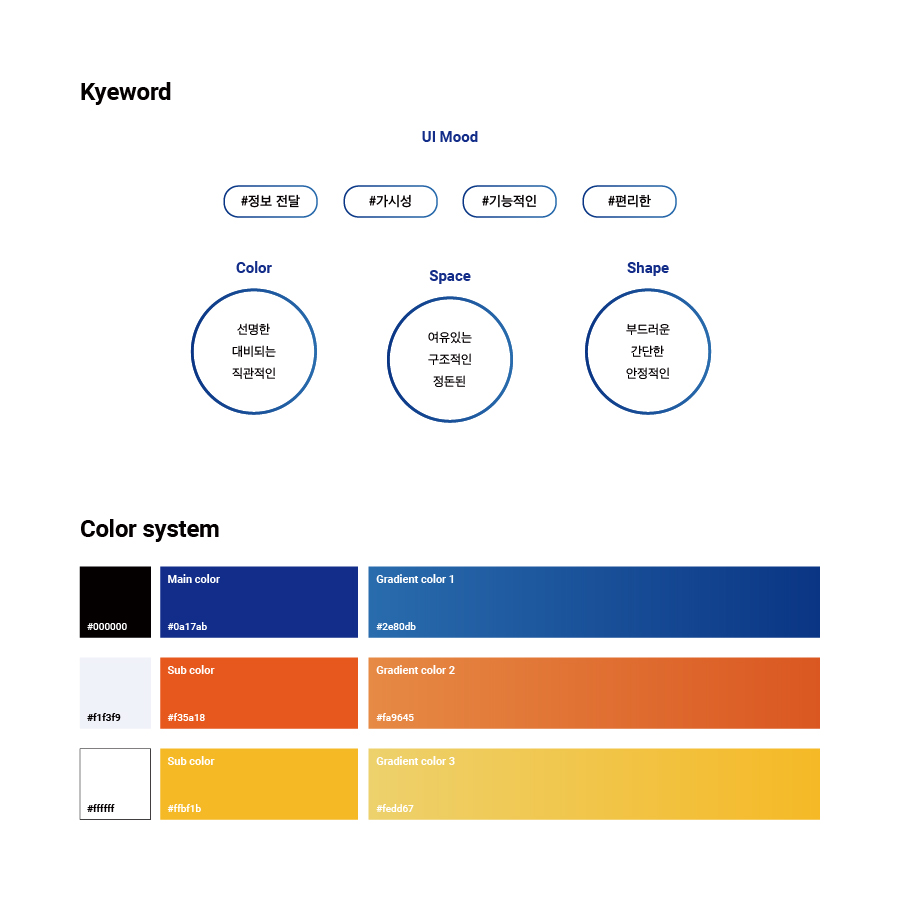 Kyeword
UI Mood
#정보 전달 #가시성 #기능적인 #편리한
Color
선명한
대비되는
직관적인
Space
여유있는
구조적인
정돈된
Shape
부드러운
간단한
안정적인
Color system
#000000
Main color
#0a17ab
Gradient color 1
#2e80db
#f1f3f9
Sub color
#f35a18
Gradient color 2
#fa9645
#ffffff
Sub color
#ffbf1b
Gradient color 3
#fedd67